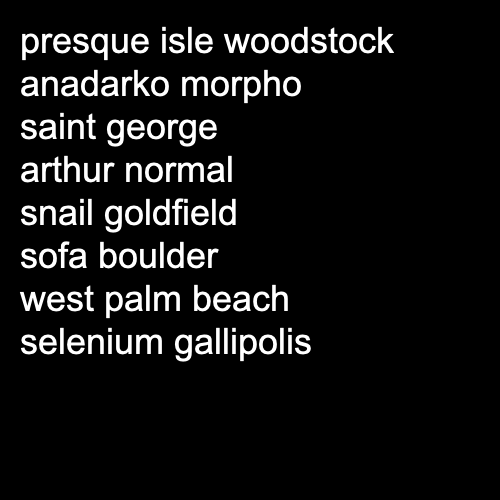 presque isle woodstock
anadarko morpho
saint george
arthur normal
snail goldfield
sofa boulder
west palm beach
selenium gallipolis